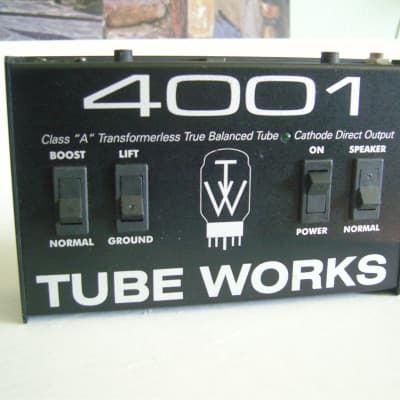 4001
Class "A" Transformerless True Balanced Tube Cathode Direct Output
BOOST LIFT ON SPEAKER
TW
NORMAL GROUND POWER NORMAL
TUBE WORKS